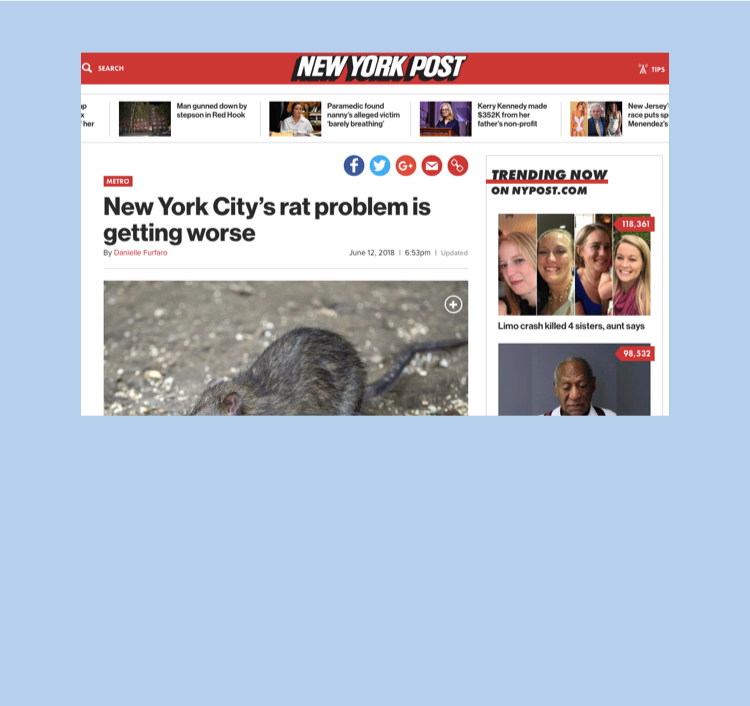 SEARCH
NEW YORK POST
TIPS
her
Man gunned down by
stepson in Red Hook
Paramedic found
nanny's alleged victim
'barely breathing'
Kerry Kennedy made
$352K from her
father's non-profit
New Jersey'
race puts sp
Menendez's
METRO
New York City's rat problem is
getting worse
By Danielle Furfaro
June 12, 2018 | 6:53pm | Updated
TRENDING NOW
ON NYPOST.COM
118,361
Limo crash killed 4 sisters, aunt says
98,532